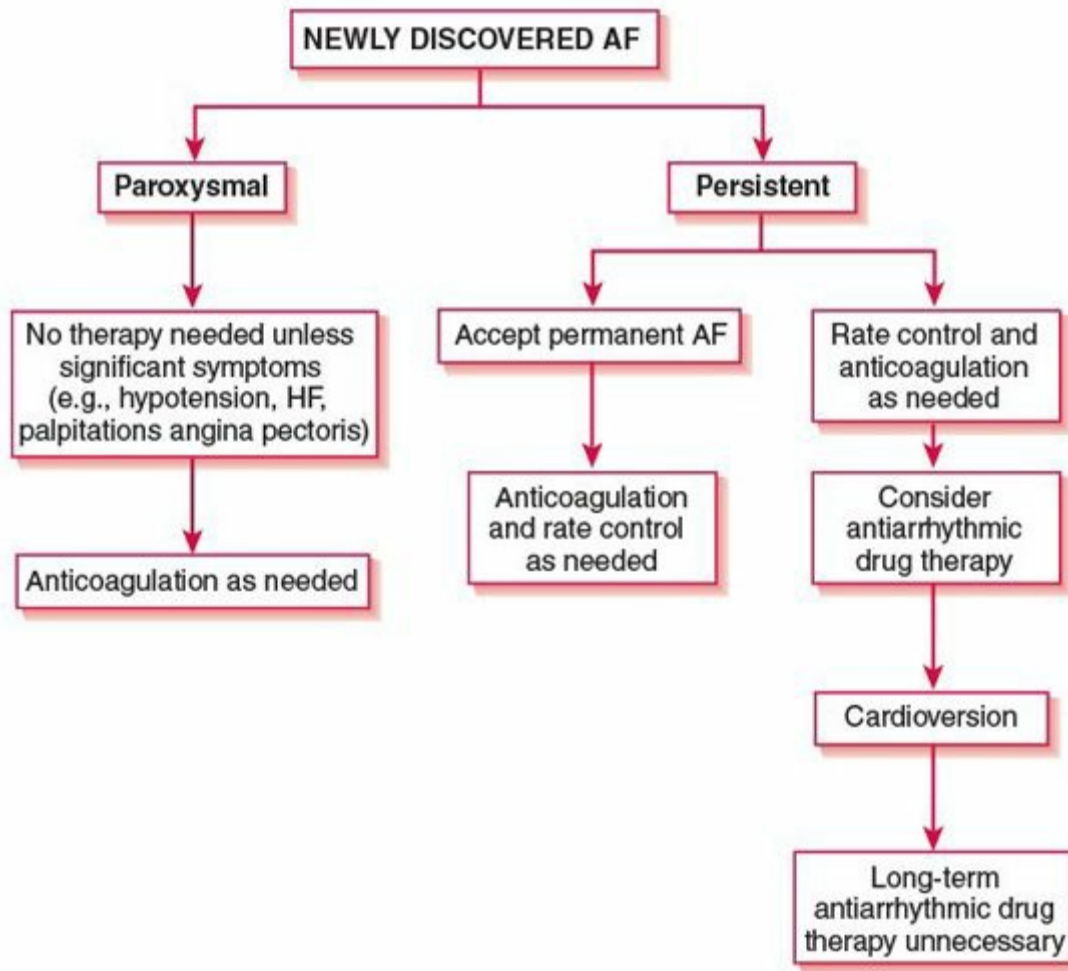 NEWLY DISCOVERED AF
Paroxysmal
Persistent
No therapy needed unless
significant symptoms
(e.g., hypotension, HF,
palpitations angina pectoris)
Accept permanent AF
Rate control and
anticoagulation
as needed
Anticoagulation
and rate control
as needed
Consider
antiarrhythmic
drug therapy
Anticoagulation as needed
Cardioversion
Long-term
antiarrhythmic drug
therapy unnecessary